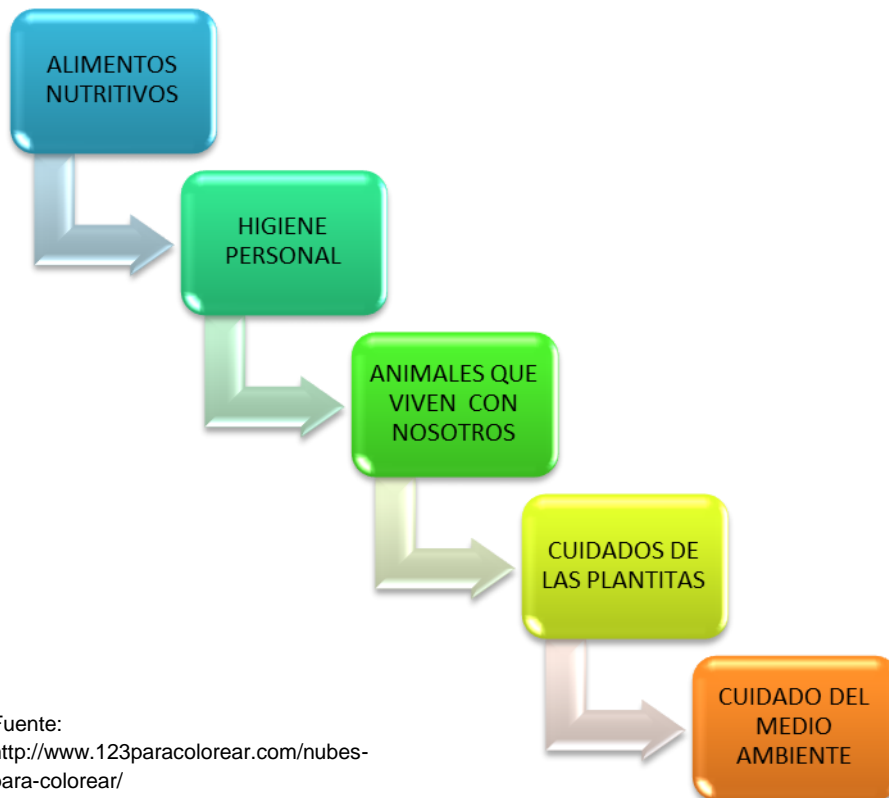 ALIMENTOS
NUTRITIVOS
HIGIENE
PERSONAL
ANIMALES QUE
VIVEN CON
NOSOTROS
CUIDADOS DE
LAS PLANTITAS
CUIDADO DEL
MEDIO
AMBIENTE
Fuente:
http://www.123paracolorear.com/nubes-
para-colorear/